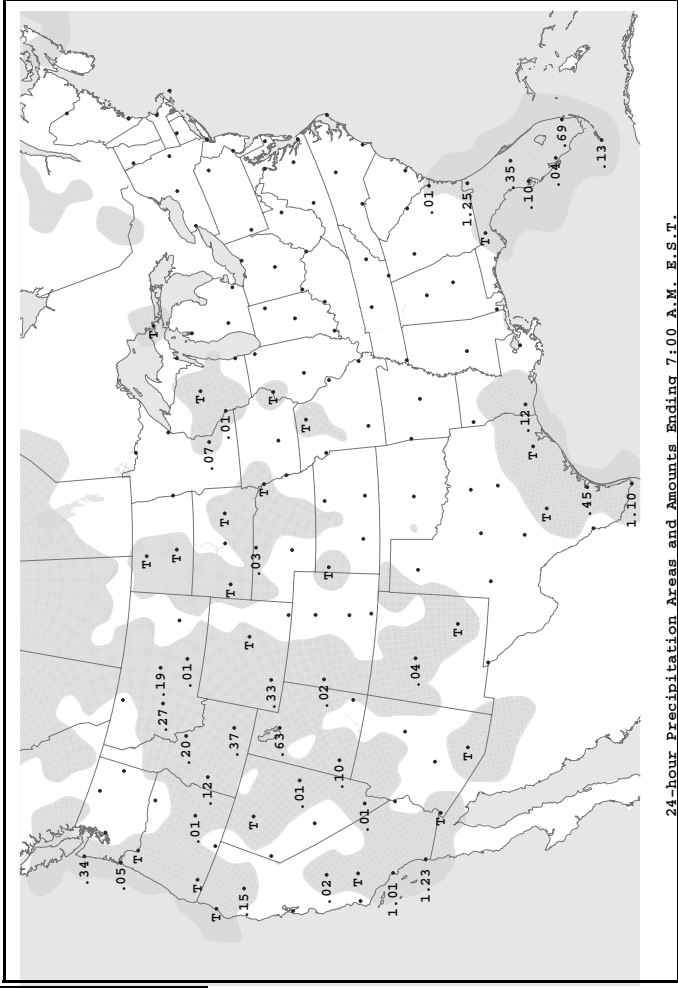 .34
.05
T
T
T
.27 .19
T
.20
.01
.01
T
T
.12
.07
T
T
.01
T
.37
.15
T
T
.03
T
.33
T
.63
.01
T
.02
.02
T
.10
T
.01
1.01
.04
1.23
.01
T
T
1.25
T
T
.35
.12
.10
T
T
.04
.69
.45
.13
1.10
24-hour Precipitation Areas and Amounts Ending 7:00 A.M. E.S.T.